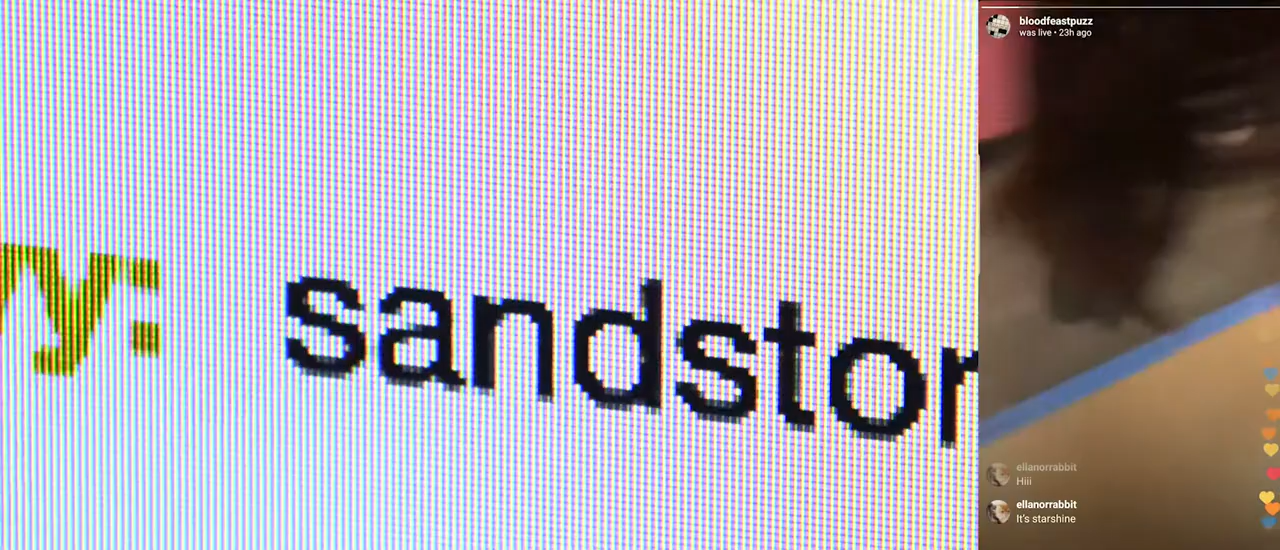 y: sandstor
bloodfeastpuzz
was live • 23h ago
ellanorrabbit
Hiii
ellanorrabbit
It's starshine